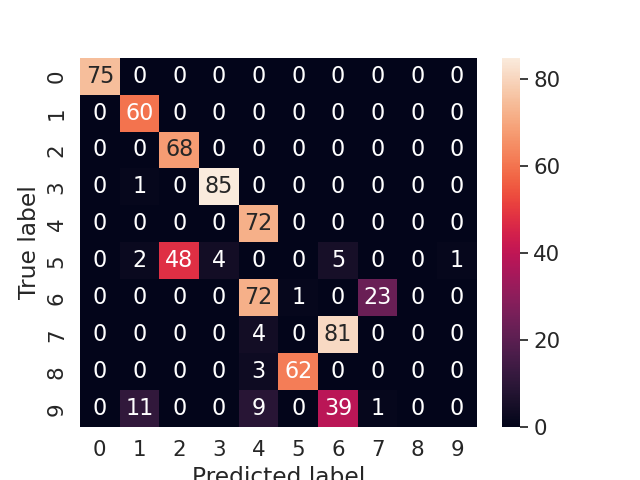 0 75 0 0 0 0 0 0 0 0 0
1 0 60 0 0 0 0 0 0 0 0
2 0 0 68 0 0 0 0 0 0 0
3 0 1 0 85 0 0 0 0 0 0
4 0 0 0 0 72 0 0 0 0 0
5 0 2 48 4 0 0 5 0 0 1
6 0 0 0 0 72 1 0 23 0 0
7 0 0 0 0 4 0 81 0 0 0
8 0 0 0 0 3 62 0 0 0 0
9 0 11 0 0 9 0 39 1 0 0
0 1 2 3 4 5 6 7 8 9
Predicted label
True label
80
60
40
20
0